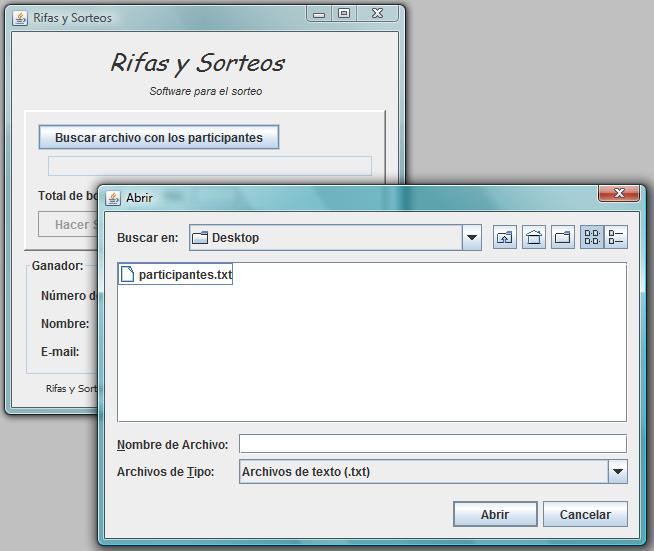 Rifas y Sorteos
Rifas y Sorteos
Software para el sorteo
Buscar archivo con los participantes
Total de
Hacer
Ganador:
Número
Nombre:
E-mail:
Rifas y
Abrir
Buscar en: Desktop
participantes.txt
Nombre de Archivo:
Archivos de Tipo: Archivos de texto (.txt)
Abrir Cancelar